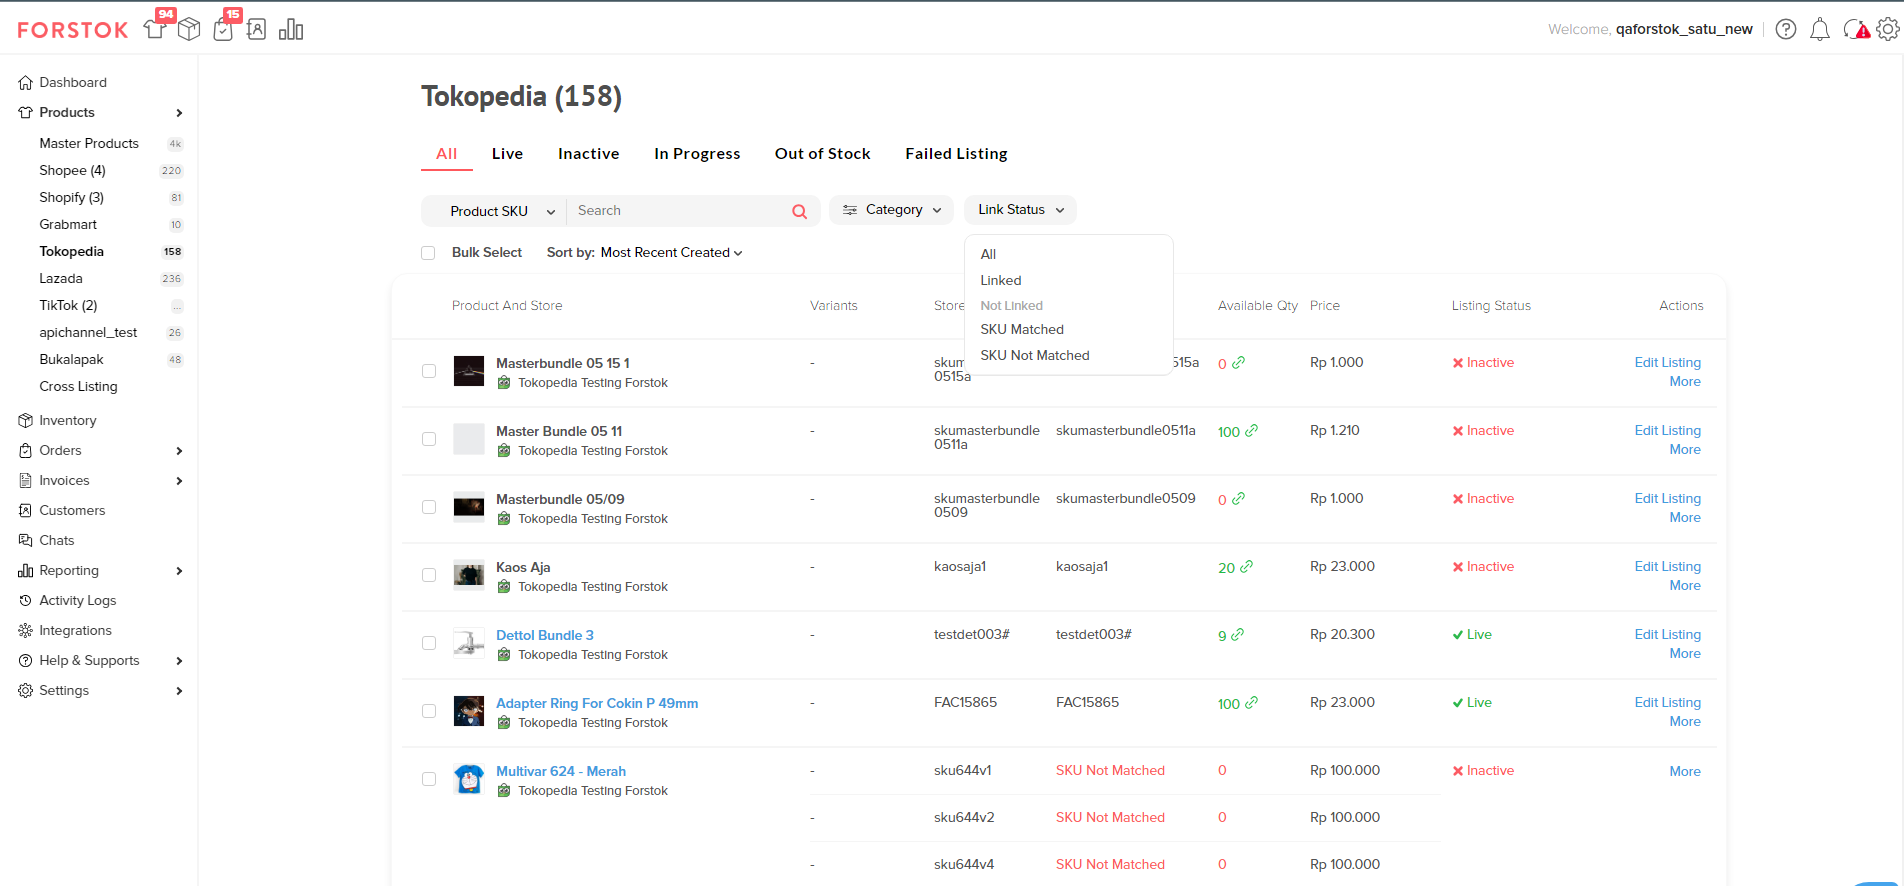 94
15
FORSTOK
Welcome, qaforstok_satu_new
Dashboard
Products
Master Products 4k
Shopee (4) 220
Shopify (3) 81
Grabmart 10
Tokopedia 158
Lazada 236
TikTok (2) ...
apichannel_test 26
Bukalapak 48
Cross Listing
Inventory
Orders
Invoices
Customers
Chats
Reporting
Activity Logs
Integrations
Help & Supports
Settings
Tokopedia (158)
All Live Inactive In Progress Out of Stock Failed Listing
Product SKU Search Category Link Status
Bulk Select Sort by: Most Recent Created
All
Linked
Not Linked
SKU Matched
SKU Not Matched
Product And Store Variants Store Available Qty Price Listing Status Actions
Masterbundle 05 15 1 - skum 515a 0 Rp 1.000 Inactive Edit Listing
0515a
Tokopedia Testing Forstok More
Master Bundle 05 11 - skumasterbundle skumasterbundle0511a 100 Rp 1.210 Inactive Edit Listing
0511a
Tokopedia Testing Forstok More
Masterbundle 05/09 - skumasterbundle skumasterbundle0509 0 Rp 1.000 Inactive Edit Listing
0509
Tokopedia Testing Forstok More
Kaos Aja - kaosaja1 kaosaja1 20 Rp 23.000 Inactive Edit Listing
Tokopedia Testing Forstok More
Dettol Bundle 3 - testdet003# testdet003# 9 Rp 20.300 Live Edit Listing
Tokopedia Testing Forstok More
Adapter Ring For Cokin P 49mm - FAC15865 FAC15865 100 Rp 23.000 Live Edit Listing
Tokopedia Testing Forstok More
Multivar 624 - Merah - sku644v1 SKU Not Matched 0 Rp 100.000 Inactive More
Tokopedia Testing Forstok
- sku644v2 SKU Not Matched 0 Rp 100.000
- sku644v4 SKU Not Matched 0 Rp 100.000